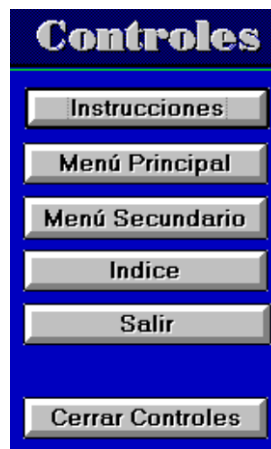 Controles
Instrucciones
Menú Principal
Menú Secundario
Indice
Salir
Cerrar Controles